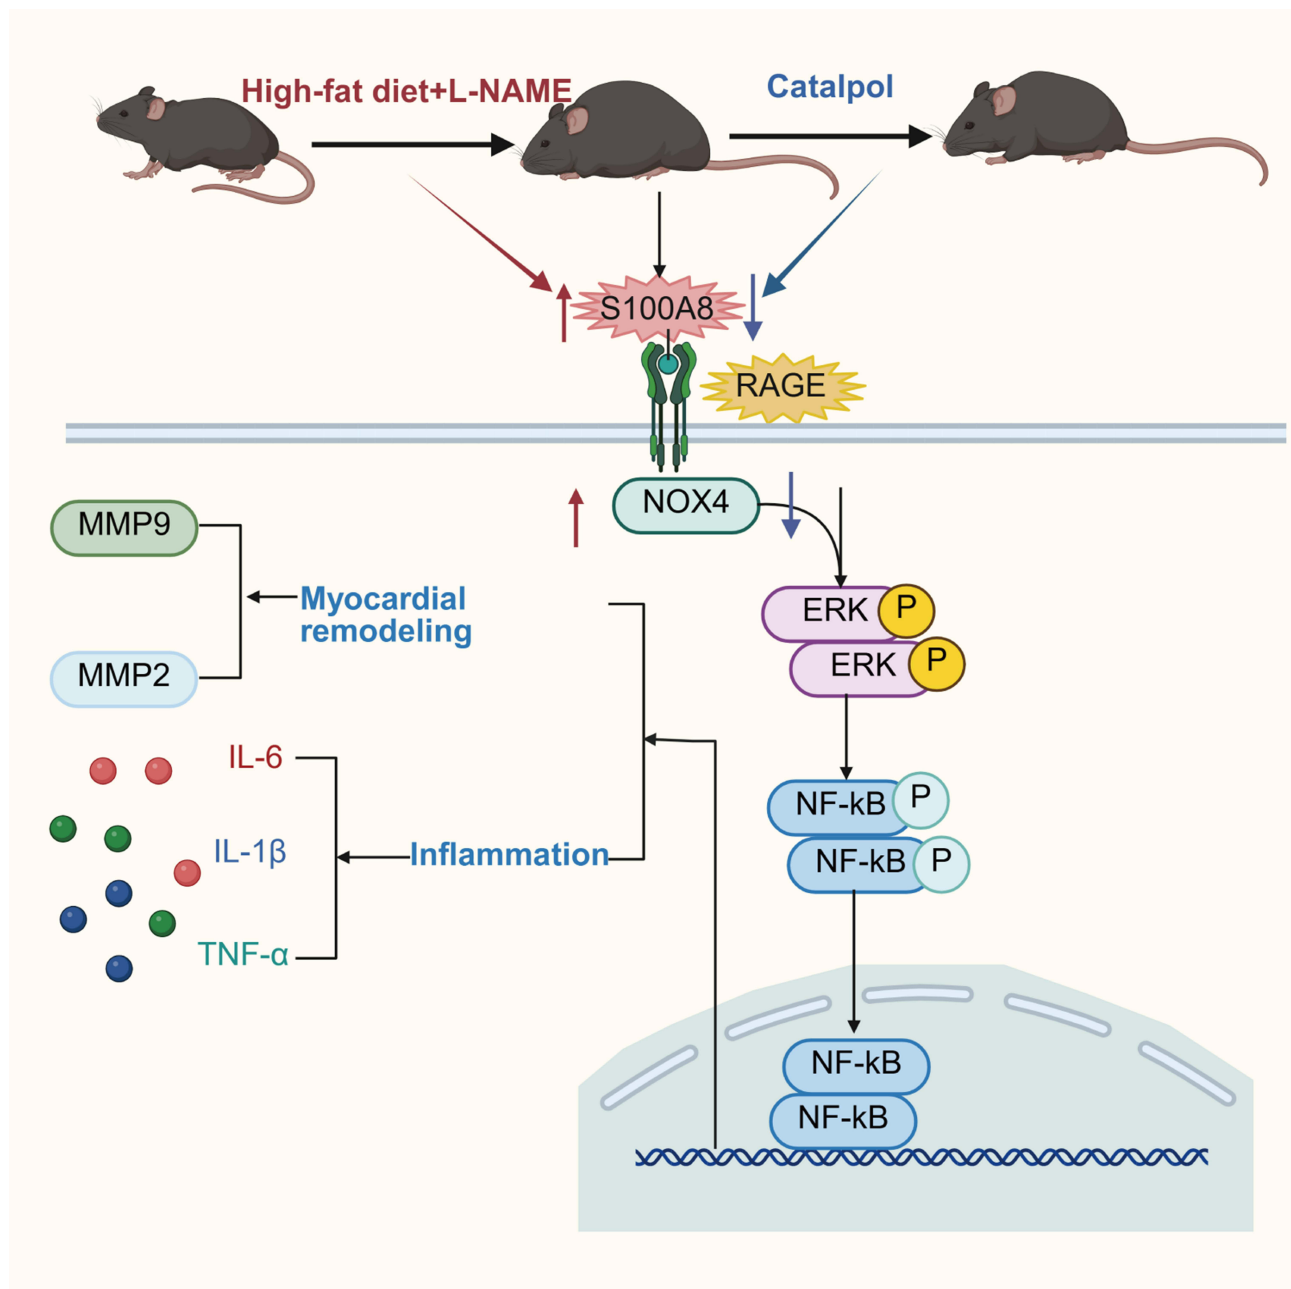 High-fat diet+L-NAME
Catalpol
S100A8
RAGE
NOX4
MMP9
Myocardial
remodeling
MMP2
ERK P
ERK P
IL-6
IL-1β
TNF-α
Inflammation
NF-kB P
NF-kB P
NF-kB
NF-kB